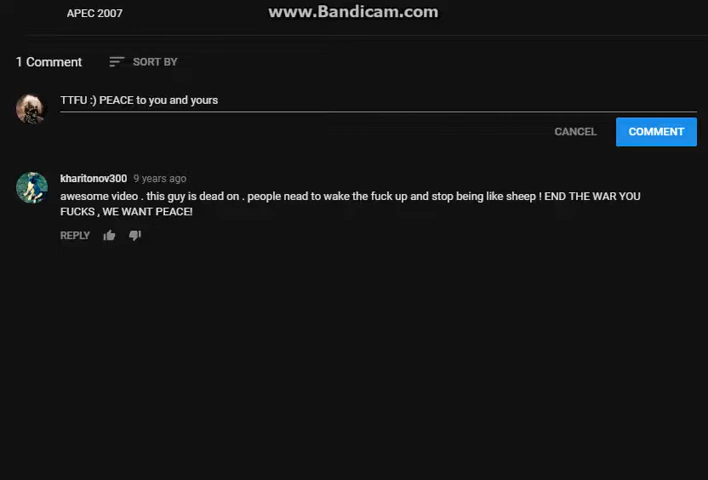 www.Bandicam.com
APEC 2007
1 Comment SORT BY
TTFU :) PEACE to you and yours
CANCEL COMMENT
kharitonov300 9 years ago
awesome video . this guy is dead on . people nead to wake the fuck up and stop being like sheep ! END THE WAR YOU
FUCKS , WE WANT PEACE!
REPLY